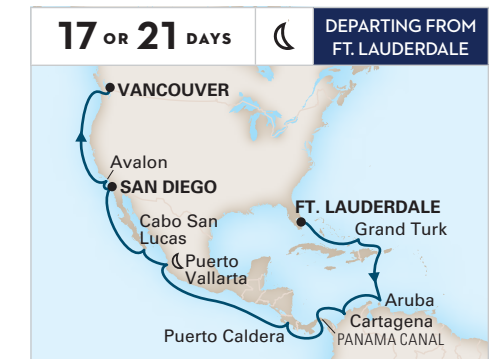 17 OR 21 DAYS
DEPARTING FROM
FT. LAUDERDALE
VANCOUVER
Avalon
SAN DIEGO
FT. LAUDERDALE
Grand Turk
Cabo San
Lucas
Puerto
Vallarta
Aruba
Cartagena
Puerto Caldera
PANAMA CANAL